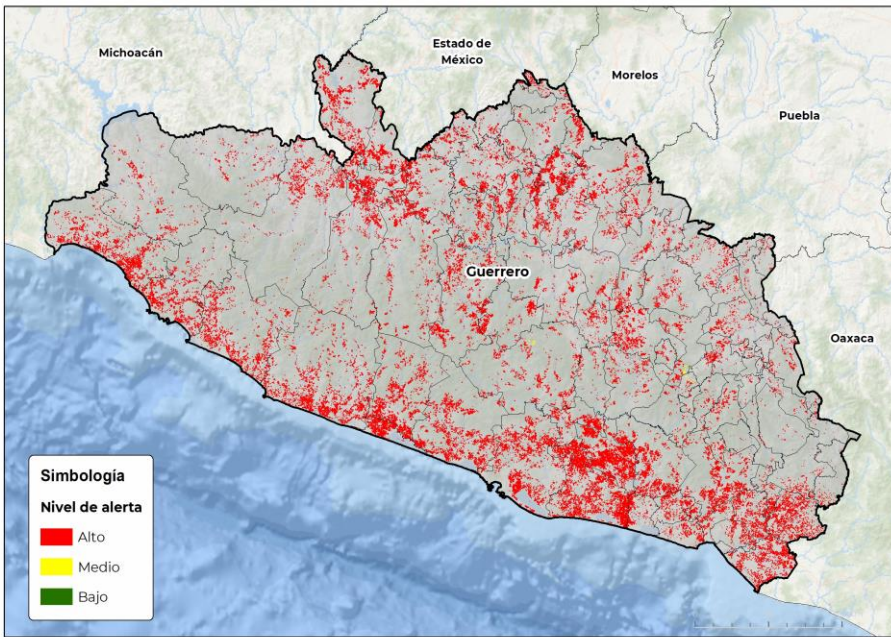 Michoacán
Estado de
México
Morelos
Puebla
Guerrero
Oaxaca
Simbología
Nivel de alerta
Alto
Medio
Bajo